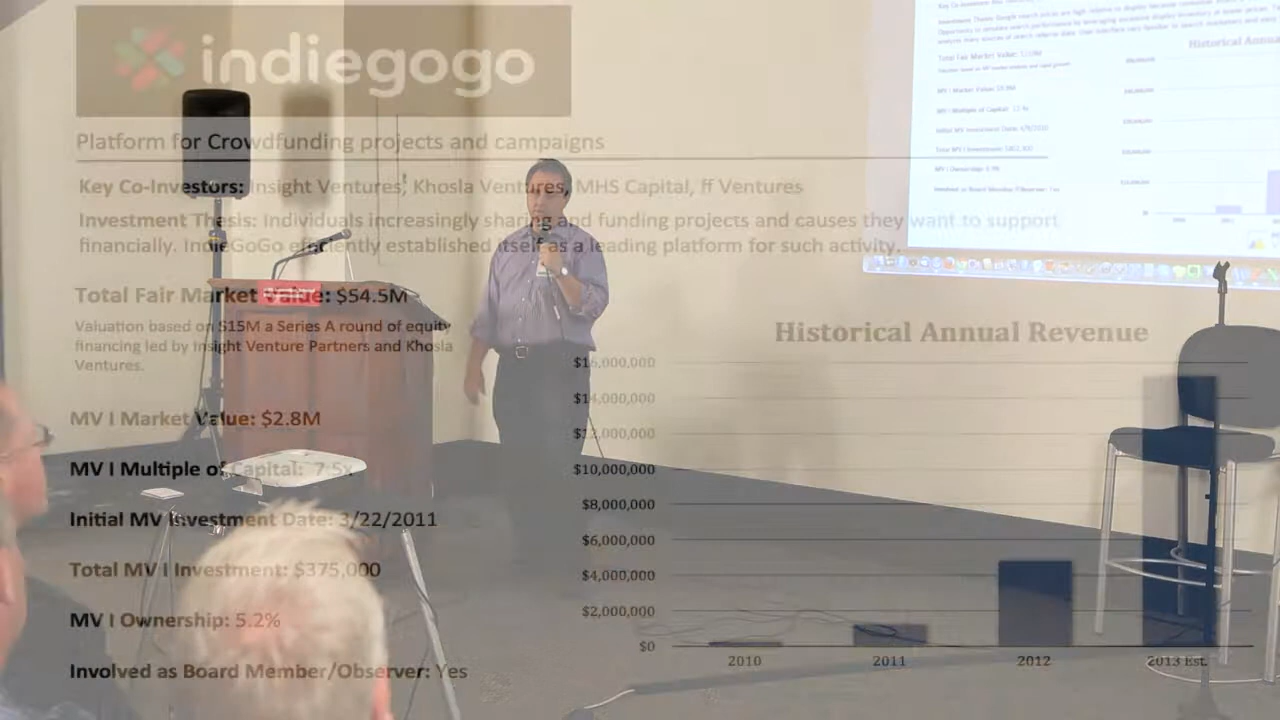 indiegogo
Platform for Crowdfunding projects and campaigns
Key Co-Investors: Insight Ventures, Khosla Ventures, MHS Capital, ff Ventures
Investment Thesis: Individuals increasingly sharing and funding projects and causes they want to support
financially. IndieGoGo efficiently established itself as a leading platform for such activity.
Total Fair Market Value: $54.5M
Valuation based on $15M a Series A round of equity
financing led by Insight Venture Partners and Khosla
Ventures.
MV I Market Value: $2.8M
MV I Multiple of Capital: 7.5x
Initial MV Investment Date: 3/22/2011
Total MV I Investment: $375,000
MV I Ownership: 5.2%
Involved as Board Member/Observer: Yes
Historical Annual Revenue
$16,000,000
$14,000,000
$12,000,000
$10,000,000
$8,000,000
$6,000,000
$4,000,000
$2,000,000
$0
2010 2011 2012 2013 Est.
Historical Annua